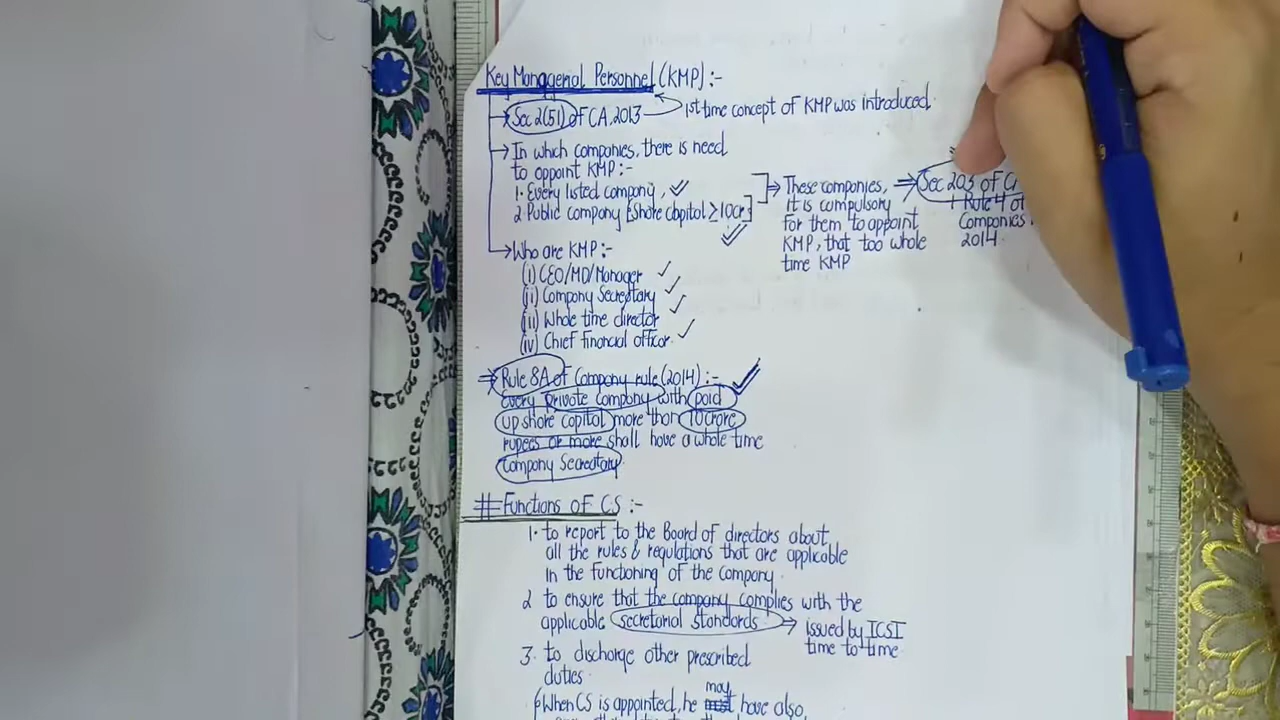 Key Managerial Personnel (KMP) :-
Sec 2(51) of CA, 2013
1st time concept of KMP was introduced.
In which companies, there is need
to appoint KMP:-
1. Every listed company
2 Public company & Share capital ≥10cr.
These companies,
it is compulsory
for them to appoint
KMP, that too whole
time KMP
Sec 203 of
+ Rule 4 of
Companies
2014.
Who are KMP:-
(i) CEO/MD/Manager
(ii) Company Secretary
(iii) Whole time director
(iv) Chief financial officer.
Rule 8A of Company rule (2014) :-
every private company with paid
up share capital more than 10 crore
rupees or more shall have a whole time
Company Secretary.
# Functions of CS :-
1. to report to the Board of directors about
all the rules & regulations that are applicable
in the functioning of the Company.
2 to ensure that the company complies with the
applicable secretarial standards
issued by ICSI
time to time
3. to discharge other prescribed
duties.
When CS is appointed, he may have also